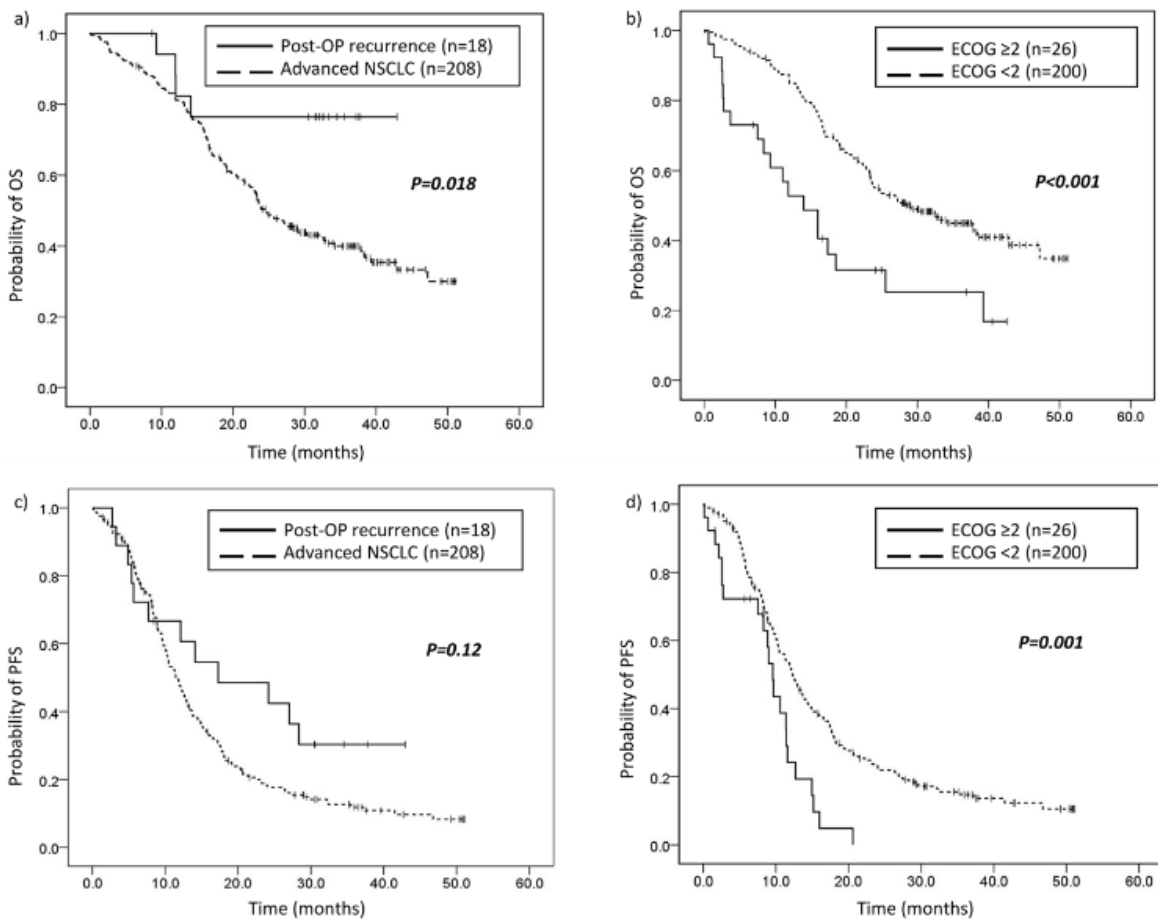 a)
Post-OP recurrence (n=18)
Advanced NSCLC (n=208)
P=0.018
Probability of OS
1.0
0.8
0.6
0.4
0.2
0.0
0.0 10.0 20.0 30.0 40.0 50.0 60.0
Time (months)
b)
ECOG ≥2 (n=26)
ECOG <2 (n=200)
P<0.001
Probability of OS
1.0
0.8
0.6
0.4
0.2
0.0
0.0 10.0 20.0 30.0 40.0 50.0 60.0
Time (months)
c)
Post-OP recurrence (n=18)
Advanced NSCLC (n=208)
P=0.12
Probability of PFS
1.0
0.8
0.6
0.4
0.2
0.0
0.0 10.0 20.0 30.0 40.0 50.0 60.0
Time (months)
d)
ECOG ≥2 (n=26)
ECOG <2 (n=200)
P=0.001
Probability of PFS
1.0
0.8
0.6
0.4
0.2
0.0
0.0 10.0 20.0 30.0 40.0 50.0 60.0
Time (months)